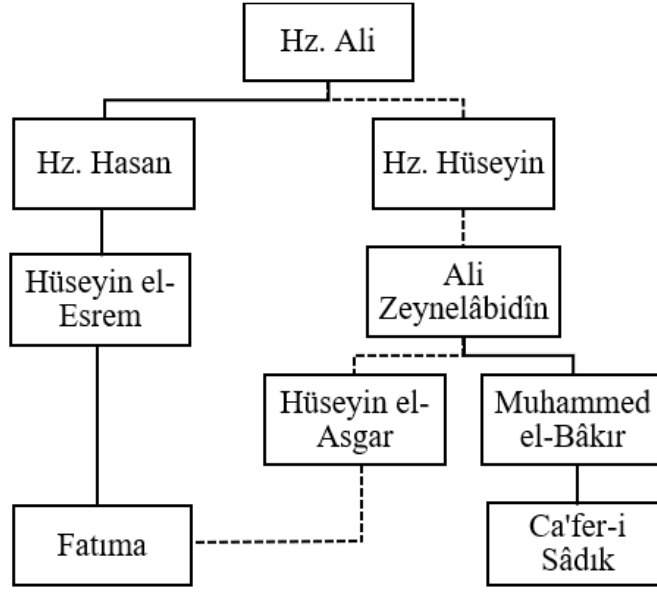 Hz. Ali
Hz. Hasan
Hz. Hüseyin
Hüseyin el-
Esrem
Ali
Zeynelâbidîn
Hüseyin el-
Asgar
Muhammed
el-Bâkır
Fatıma
Ca'fer-i
Sâdık